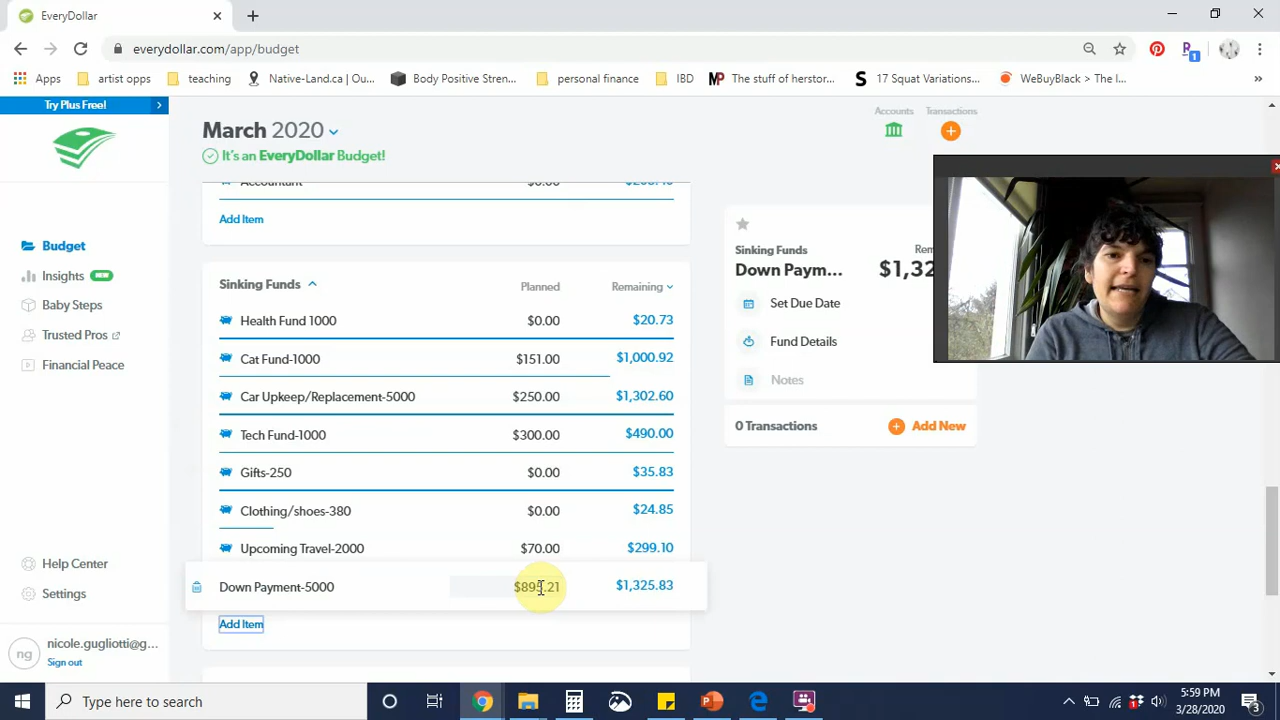 EveryDollar
everydollar.com/app/budget
Apps
artist opps
teaching
Native-Land.ca | Ou...
Body Positive Stren...
personal finance
IBD
The stuff of herstor...
17 Squat Variations...
WeBuyBlack > The l...
Try Plus Free!
Budget
Insights NEW
Baby Steps
Trusted Pros
Financial Peace
Help Center
Settings
ng
nicole.gugliotti@g...
Sign out
March 2020
It's an EveryDollar Budget!
Accounts
Transactions
Accountant $0.00
Add Item
Sinking Funds Planned Remaining
Health Fund 1000 $0.00 $20.73
Cat Fund-1000 $151.00 $1,000.92
Car Upkeep/Replacement-5000 $250.00 $1,302.60
Tech Fund-1000 $300.00 $490.00
Gifts-250 $0.00 $35.83
Clothing/shoes-380 $0.00 $24.85
Upcoming Travel-2000 $70.00 $299.10
Down Payment-5000 $895.21 $1,325.83
Add Item
Sinking Funds
Down Paym...
Set Due Date
Fund Details
Notes
0 Transactions
Add New
Type here to search
5:59 PM
3/28/2020